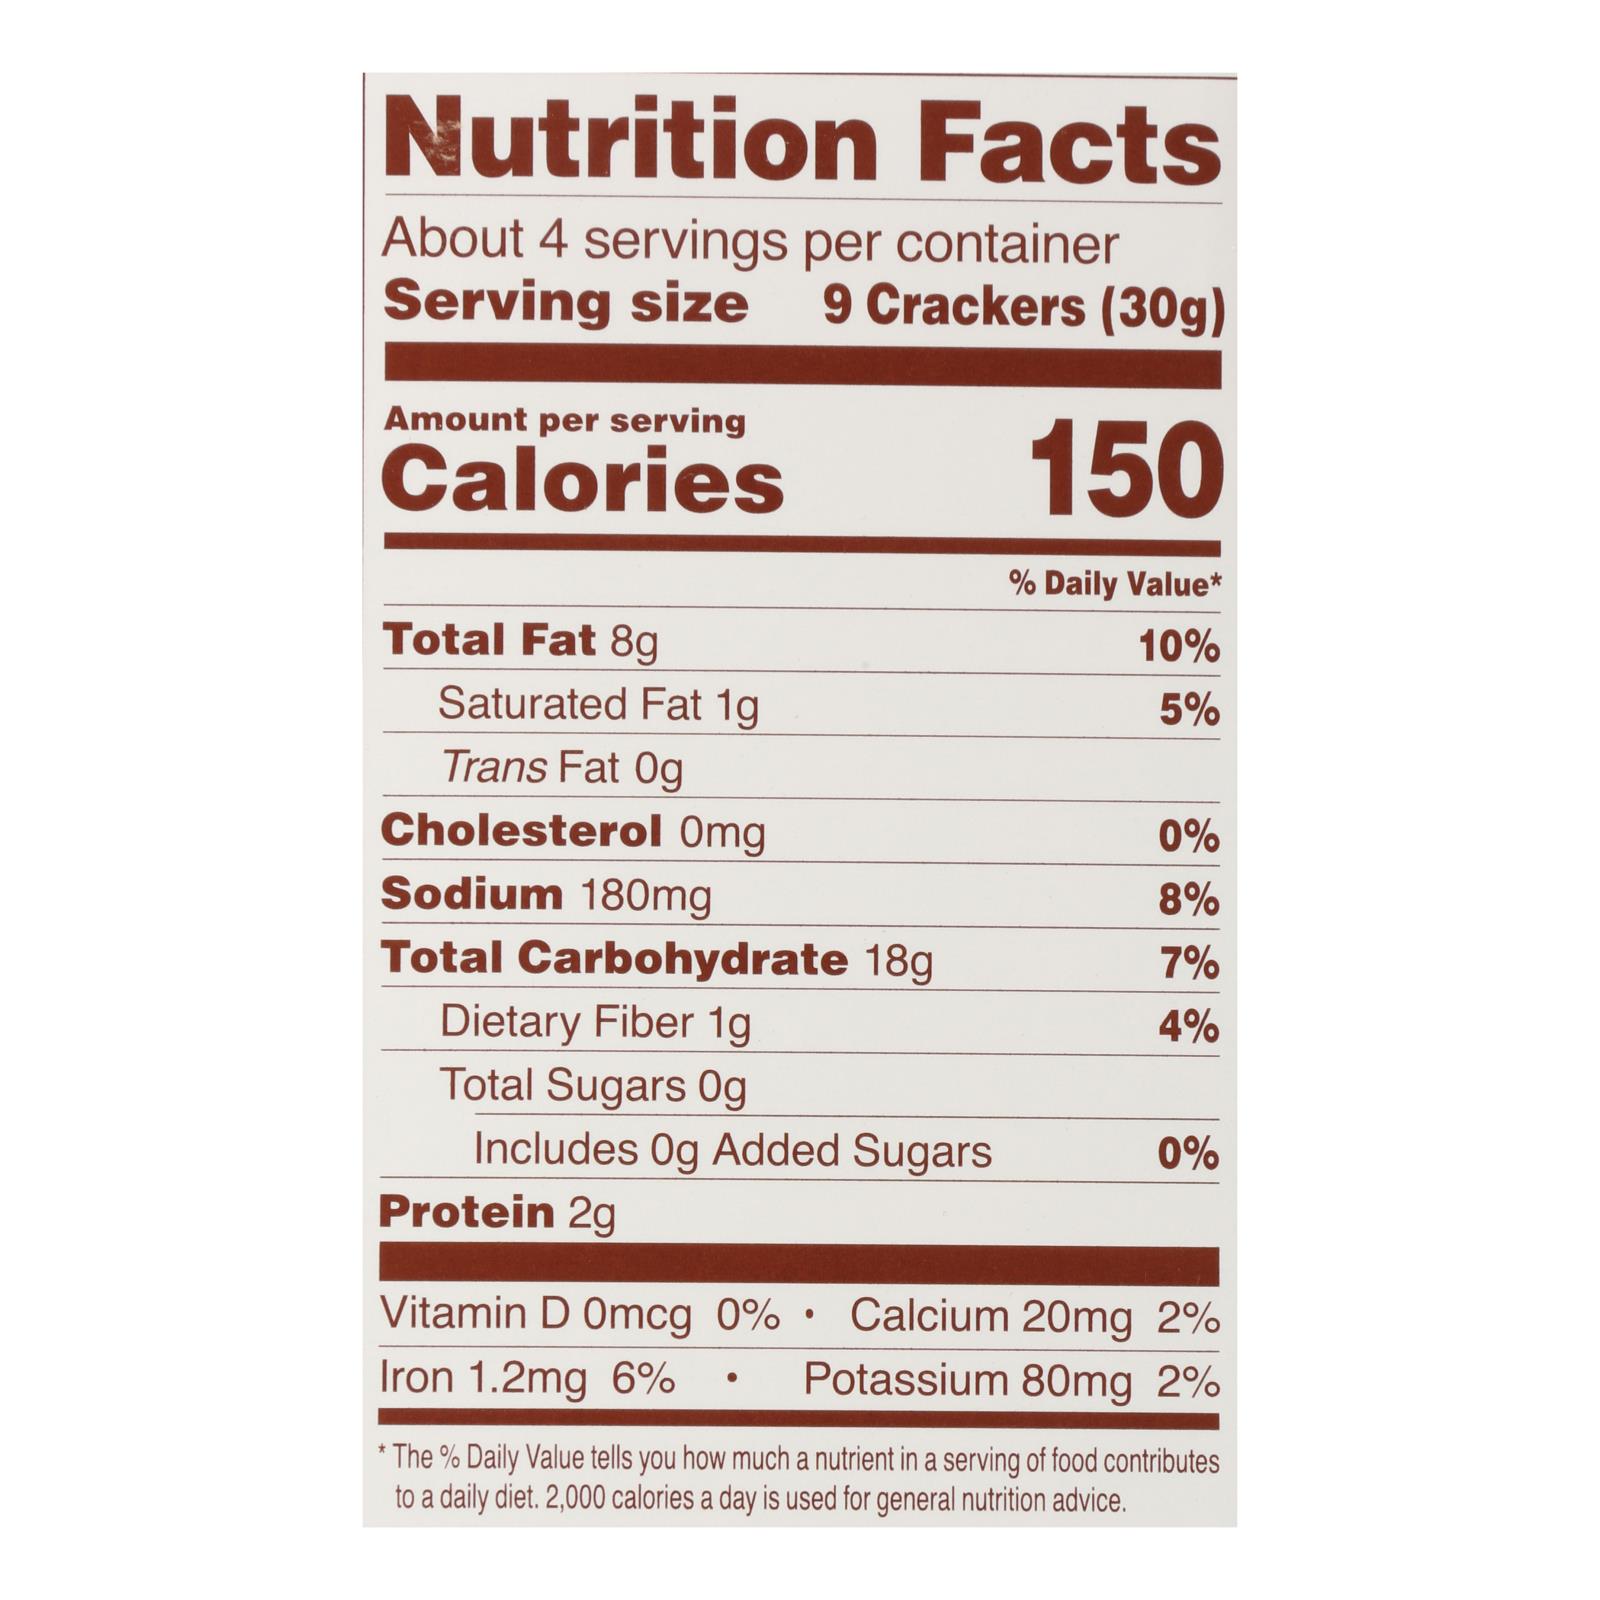 Nutrition Facts
About 4 servings per container
Serving size 9 Crackers (30g)
Amount per serving
Calories 150
% Daily Value*
Total Fat 8g 10%
Saturated Fat 1g 5%
Trans Fat 0g
Cholesterol 0mg 0%
Sodium 180mg 8%
Total Carbohydrate 18g 7%
Dietary Fiber 1g 4%
Total Sugars 0g
Includes 0g Added Sugars 0%
Protein 2g
Vitamin D 0mcg 0% • Calcium 20mg 2%
Iron 1.2mg 6% • Potassium 80mg 2%
* The % Daily Value tells you how much a nutrient in a serving of food contributes
to a daily diet. 2,000 calories a day is used for general nutrition advice.